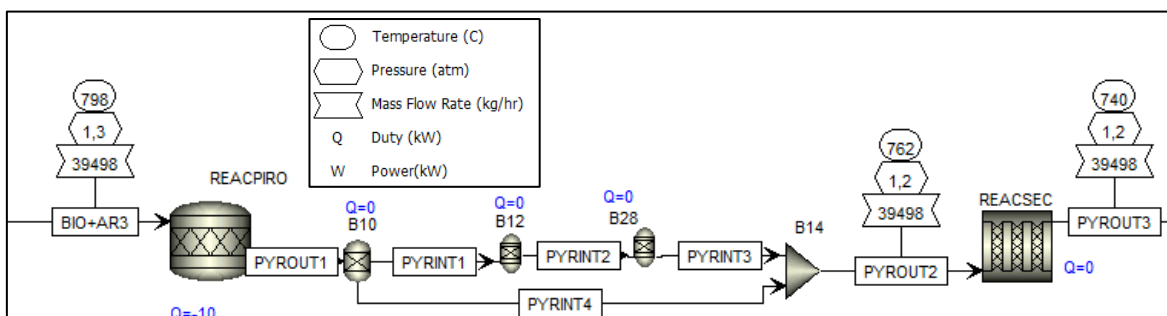 Temperature (C)
Pressure (atm)
Mass Flow Rate (kg/hr)
Q Duty (kW)
W Power(kW)
798
1,3
39498
BIO+AR3
REACPIRO
Q=-10
PYROUT1
Q=0
B10
PYRINT1
Q=0
B12
PYRINT2
Q=0
B28
PYRINT3
PYRINT4
B14
762
1,2
39498
PYROUT2
REACSEC
Q=0
740
1,2
39498
PYROUT3